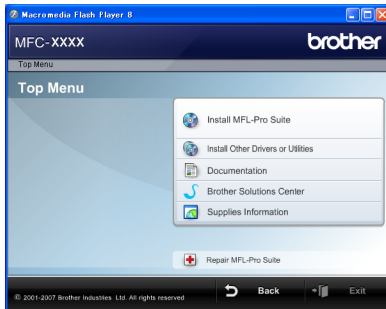 Macromedia Flash Player 8
MFC-XXXX
brother
Top Menu
Top Menu
Install MFL-Pro Suite
Install Other Drivers or Utilities
Documentation
Brother Solutions Center
Supplies Information
Repair MFL-Pro Suite
© 2001-2007 Brother Industries Ltd. All rights reserved
Back
Exit